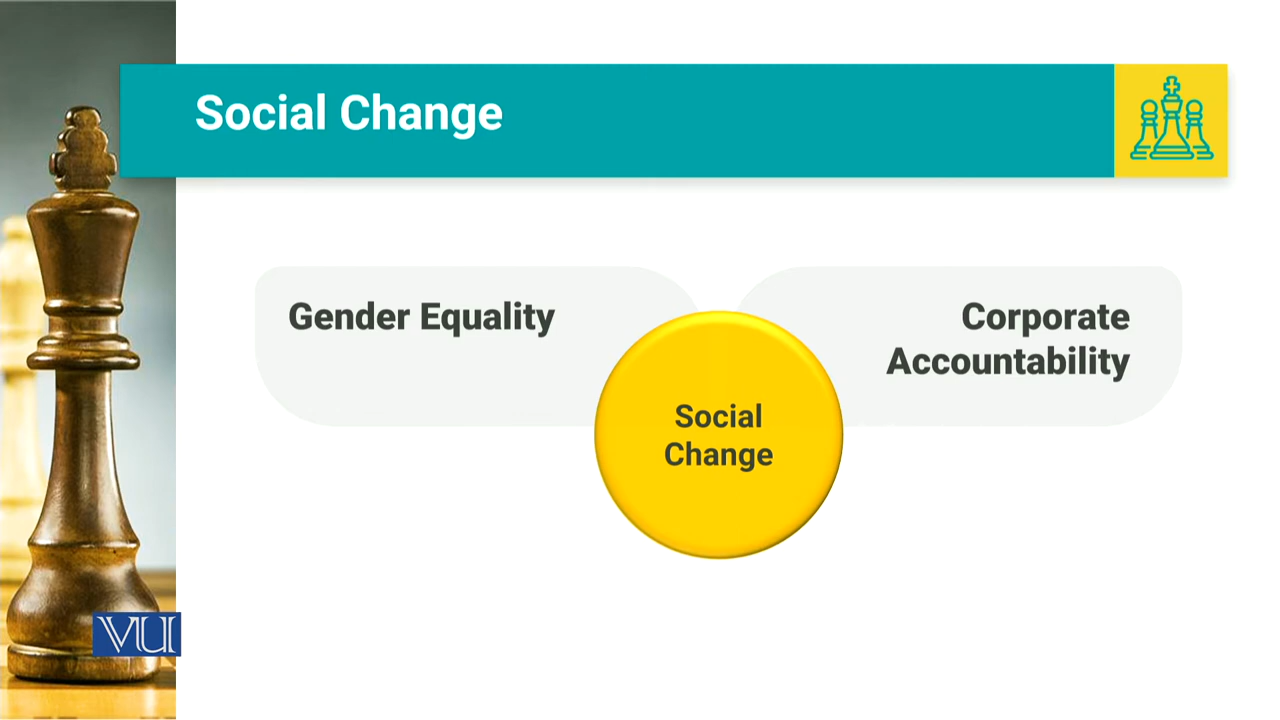 Social Change
Gender Equality
Corporate
Accountability
Social
Change
VU